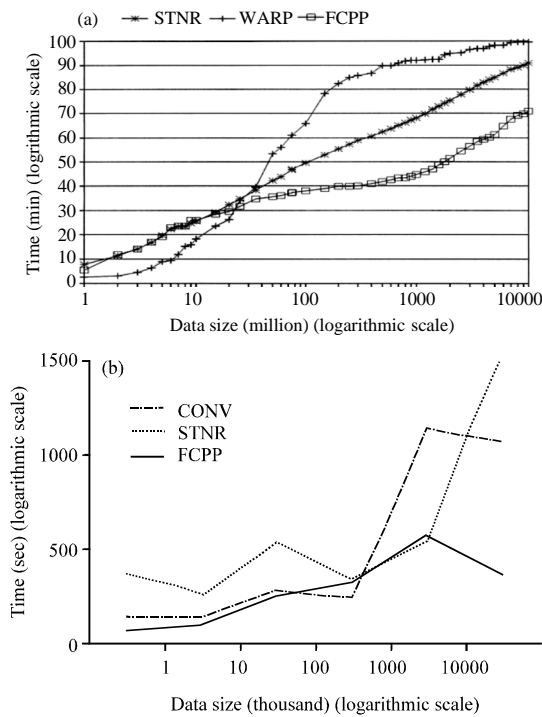 (a) STNR WARP FCPP
Time (min) (logrithmic scale)
100
90
80
70
60
50
40
30
20
10
0
1 10 100 1000 10000
Data size (million) (logarithmic scale)
(b)
Time (sec) (logarithmic scale)
1500
1000
500
0
CONV
STNR
FCPP
1 10 100 1000 10000
Data size (thousand) (logarithmic scale)